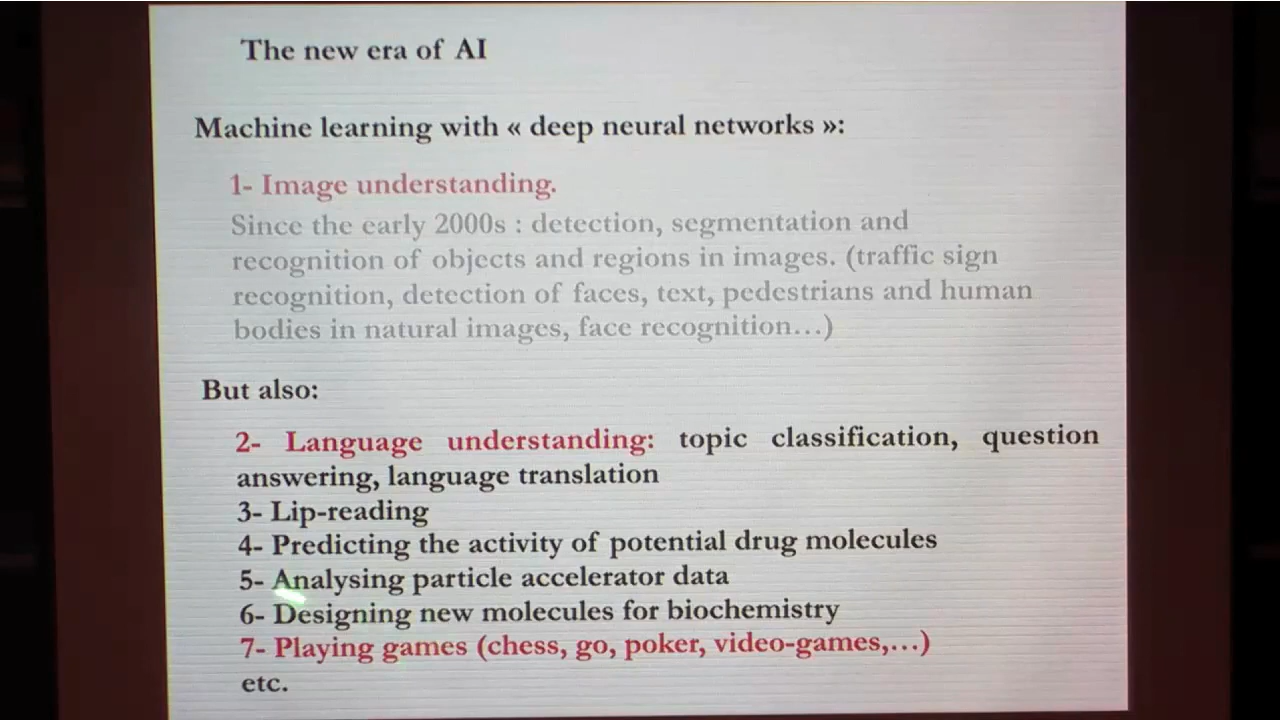 The new era of AI
Machine learning with « deep neural networks »:
1- Image understanding.
Since the early 2000s : detection, segmentation and
recognition of objects and regions in images. (traffic sign
recognition, detection of faces, text, pedestrians and human
bodies in natural images, face recognition…)
But also:
2- Language understanding: topic classification, question
answering, language translation
3- Lip-reading
4- Predicting the activity of potential drug molecules
5- Analysing particle accelerator data
6- Designing new molecules for biochemistry
7- Playing games (chess, go, poker, video-games,…)
etc.